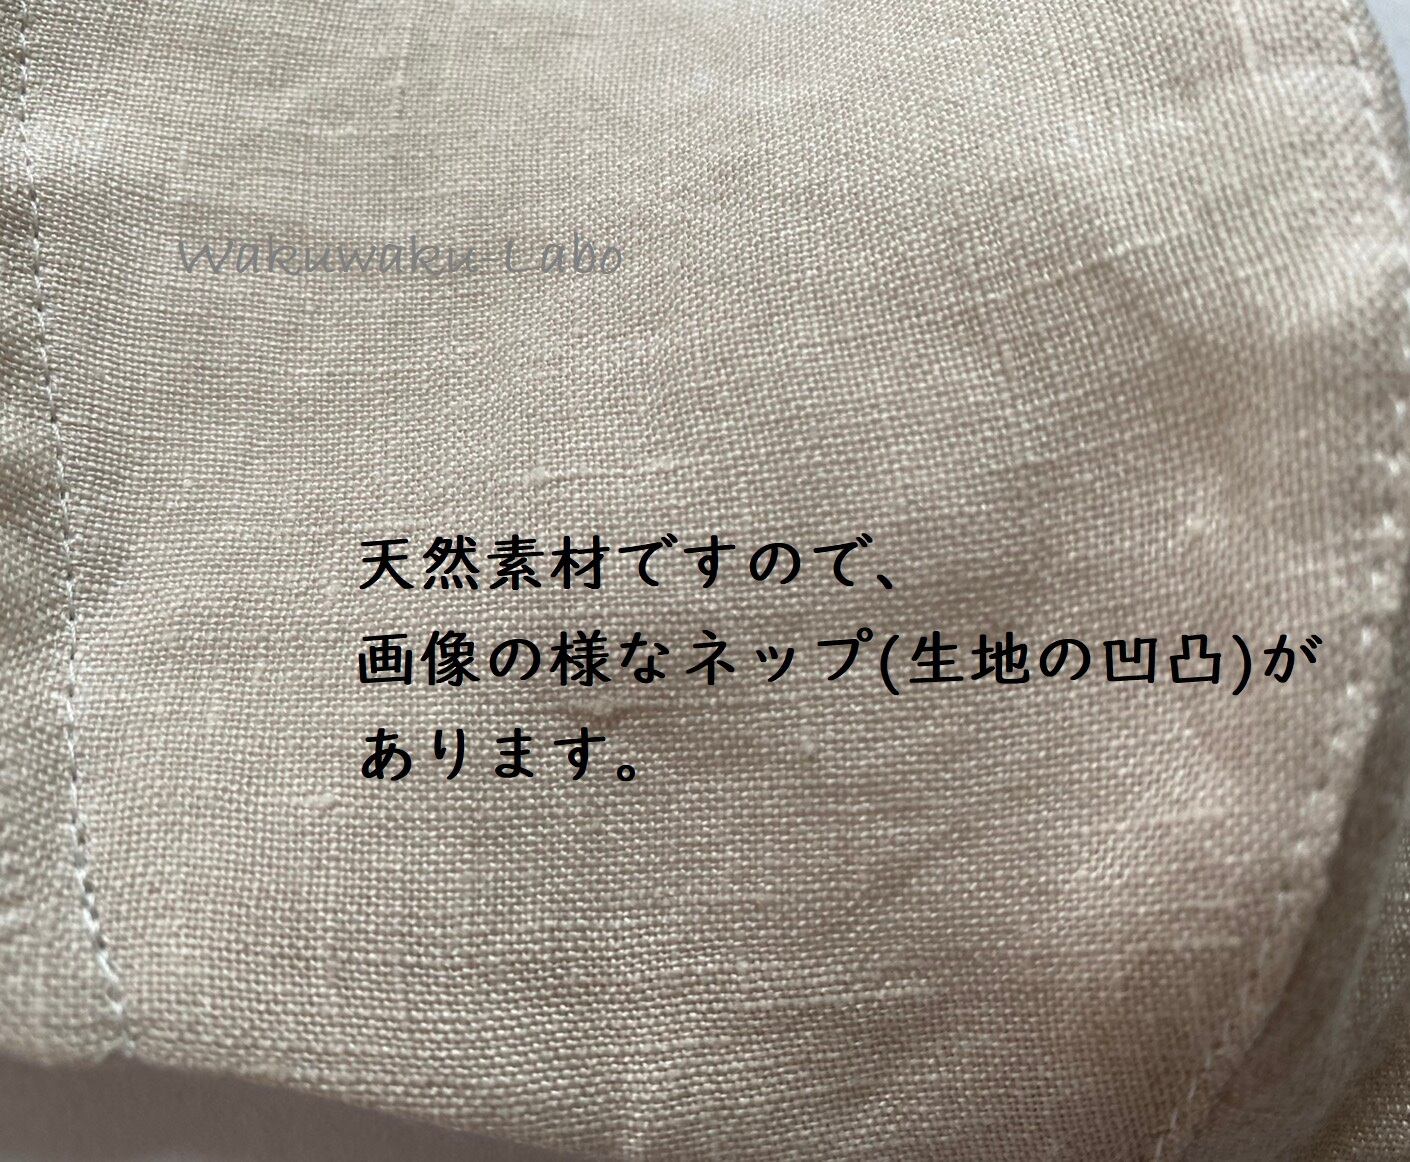 Wakuwaku-Labo
天然素材ですので、
画像の様なネップ(生地の凹凸)が
あります。